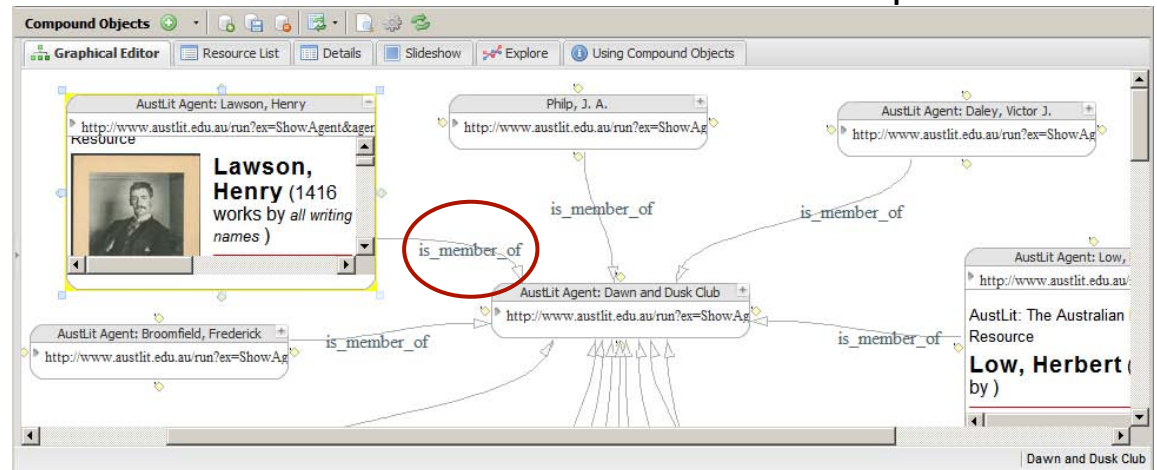 Compound Objects
Graphical Editor
Resource List
Details
Slideshow
Explore
Using Compound Objects
AustLit Agent: Lawson, Henry
http://www.austlit.edu.au/run?ex=ShowAgent&agen
Resource
Lawson,
Henry (1416
works by all writing
names )
Philp, J. A.
http://www.austlit.edu.au/run?ex=ShowAg
AustLit Agent: Daley, Victor J.
http://www.austlit.edu.au/run?ex=ShowAg
is_member_of
is_member_of
is_member_of
AustLit Agent: Dawn and Dusk Club
http://www.austlit.edu.au/run?ex=ShowAg
AustLit Agent: Broomfield, Frederick
http://www.austlit.edu.au/run?ex=ShowAg
is_member_of
is_member_of
AustLit Agent: Low,
http://www.austlit.edu.au/
AustLit: The Australian
Resource
Low, Herbert (
by )
Dawn and Dusk Club